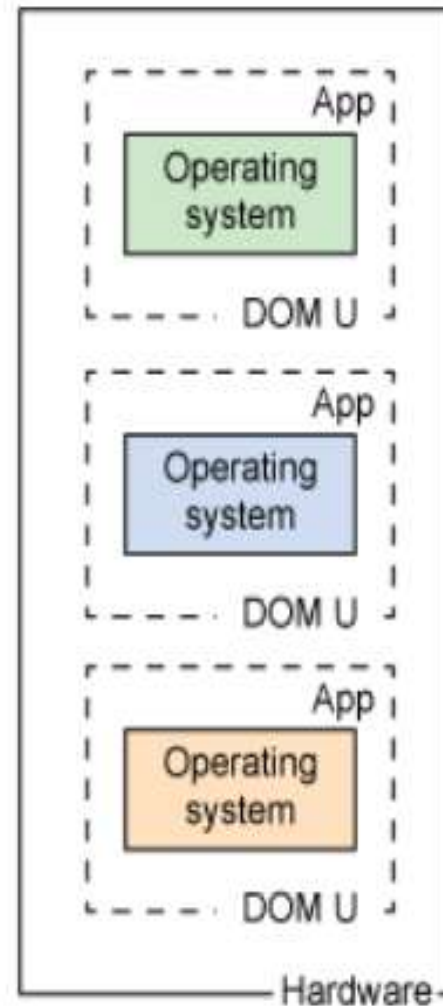 App
Operating
system
DOM U
App
Operating
system
DOM U
App
Operating
system
DOM U
Hardware